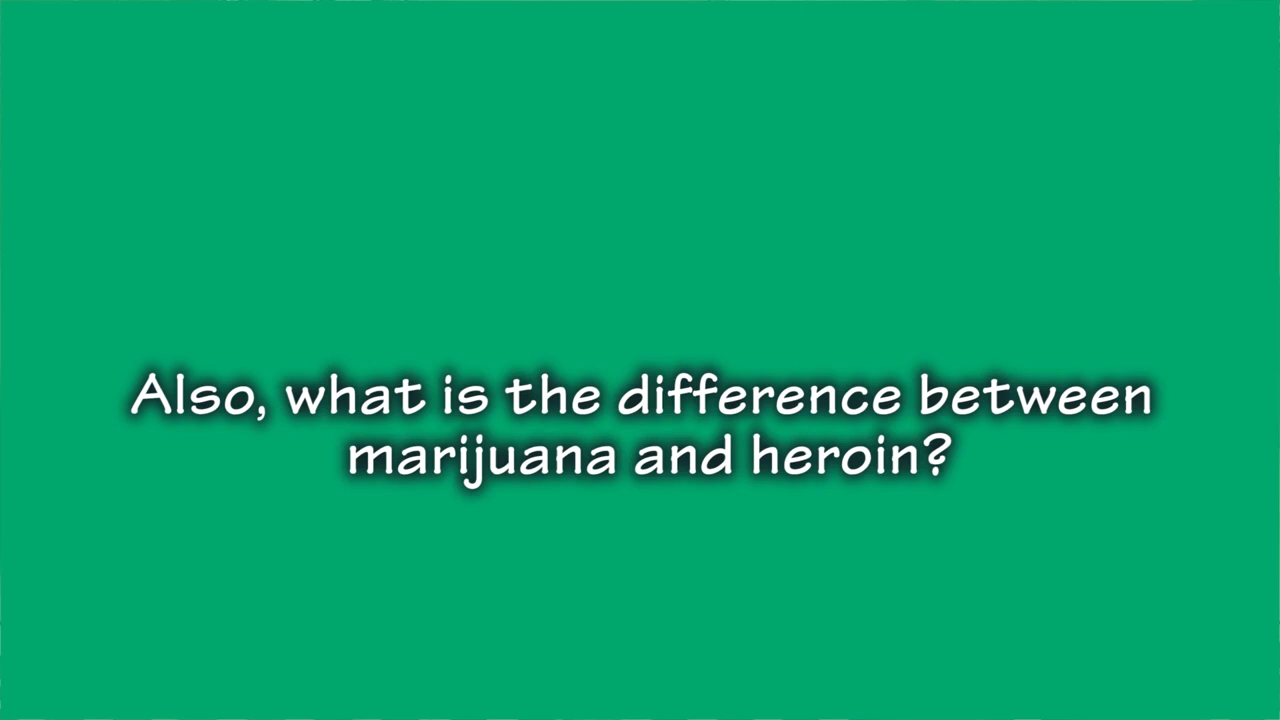 Also, what is the difference between
marijuana and heroin?